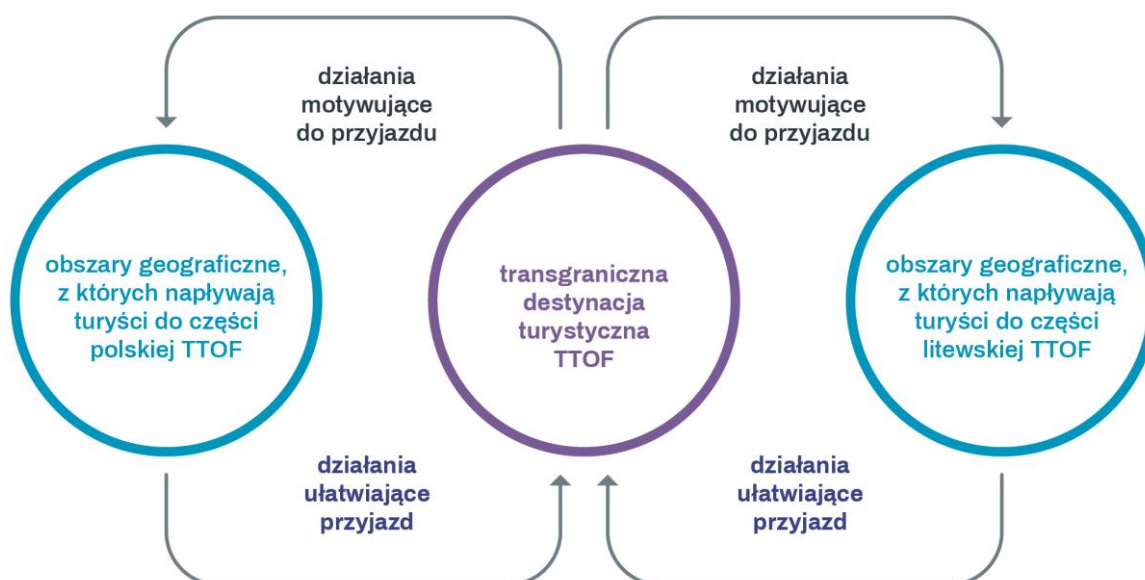 działania
motywujące
do przyjazdu
działania
motywujące
do przyjazdu
obszary geograficzne,
z których napływają
turyści do części
polskiej TTOF
transgraniczna
destynacja
turystyczna
TTOF
obszary geograficzne,
z których napływają
turyści do części
litewskiej TTOF
działania
ułatwiające
przyjazd
działania
ułatwiające
przyjazd